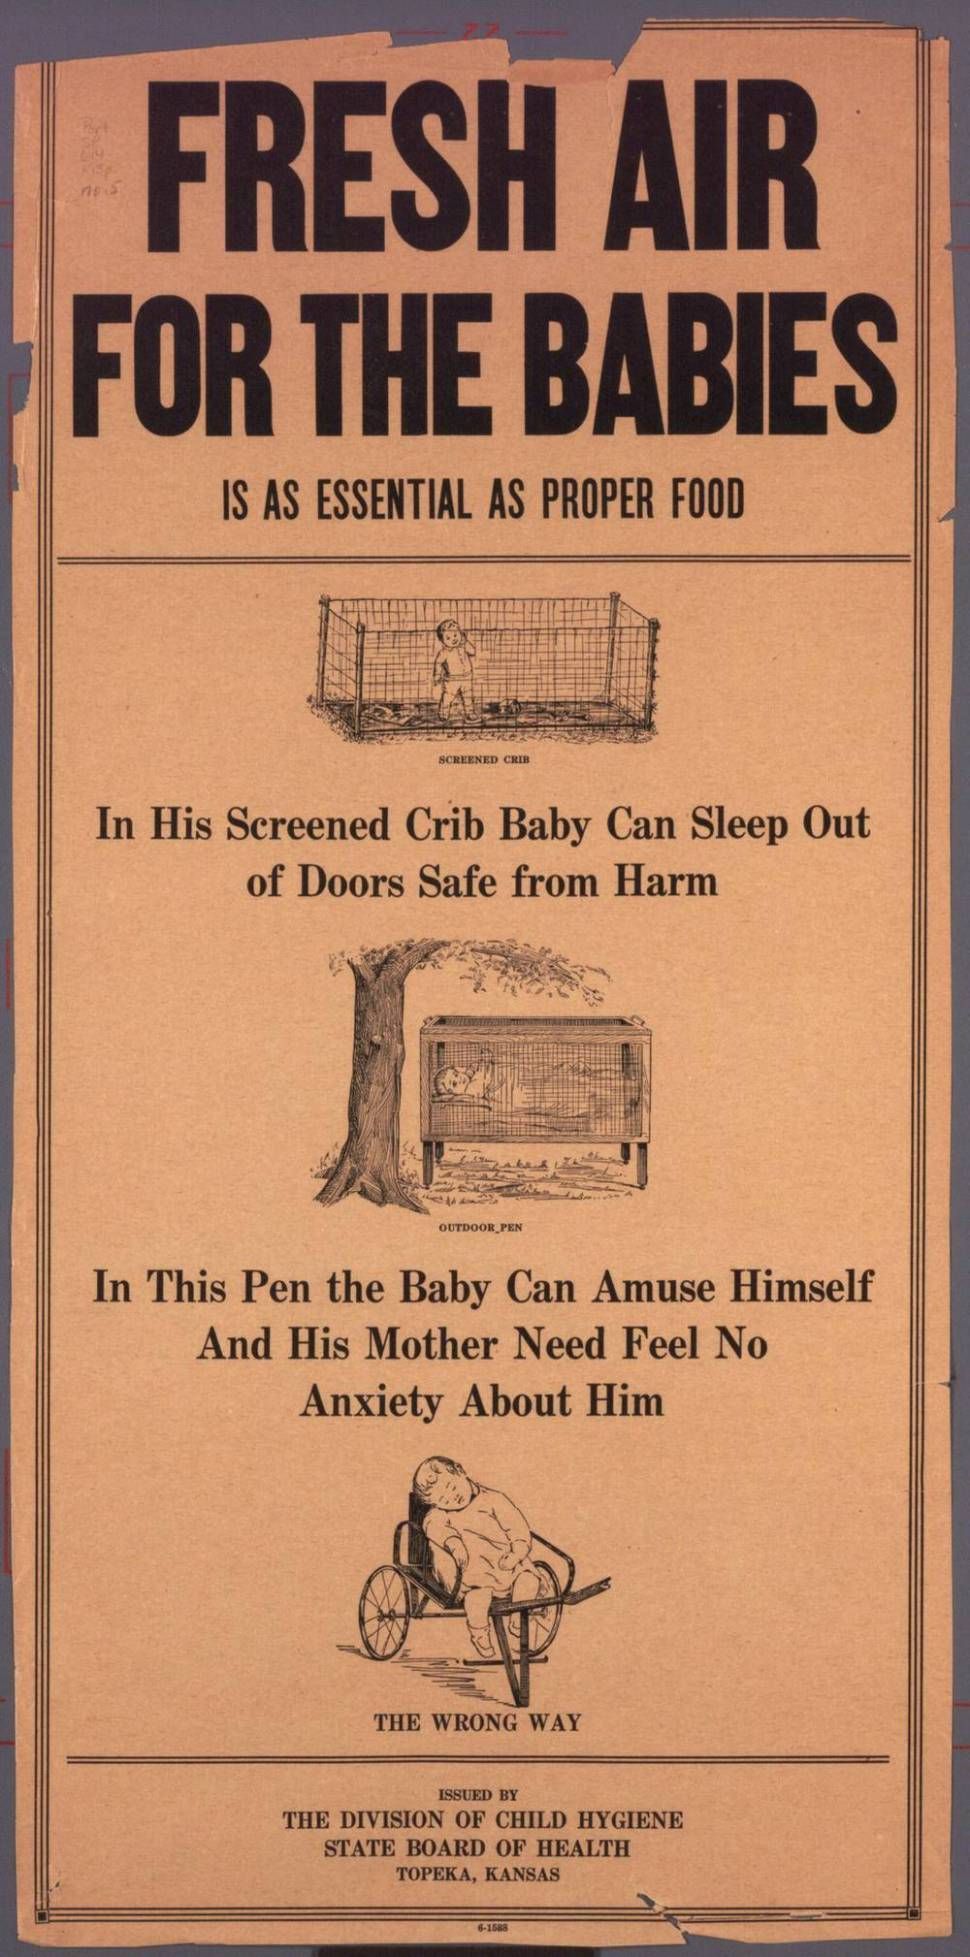 FRESH AIR
FOR THE BABIES
IS AS ESSENTIAL AS PROPER FOOD
SCREENED CRIB
In His Screened Crib Baby Can Sleep Out
of Doors Safe from Harm
OUTDOOR PEN
In This Pen the Baby Can Amuse Himself
And His Mother Need Feel No
Anxiety About Him
THE WRONG WAY
ISSUED BY
THE DIVISION OF CHILD HYGIENE
STATE BOARD OF HEALTH
TOPEKA, KANSAS
6-1588